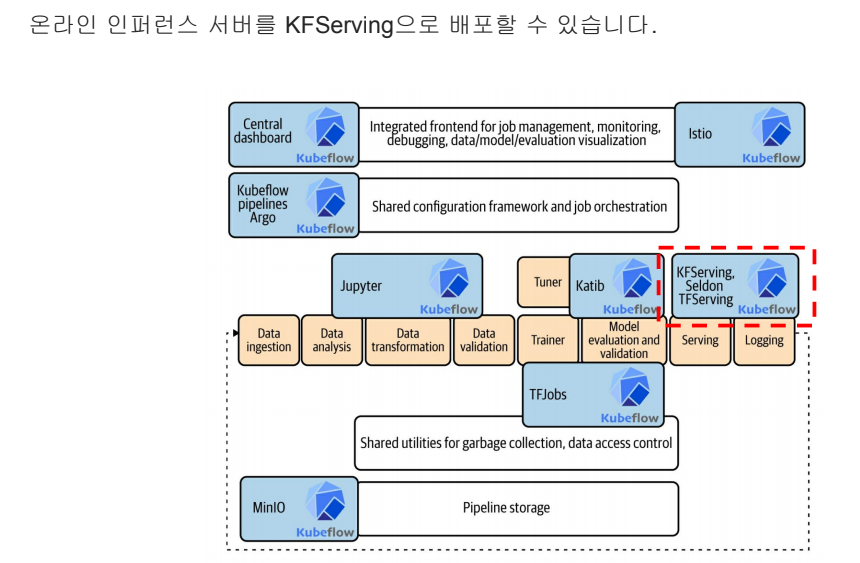 온라인 인퍼런스 서버를 KFServing으로 배포할 수 있습니다.
Central
dashboard
Kubeflow
Integrated frontend for job management, monitoring,
debugging, data/model/evaluation visualization
Istio
Kubeflow
Kubeflow
pipelines
Argo
Kubeflow
Shared configuration framework and job orchestration
Jupyter
Kubeflow
Tuner
Katib
Kubeflow
KFServing,
Seldon
TFServing
Kubeflow
Data
ingestion
Data
analysis
Data
transformation
Data
validation
Trainer
Model
evaluation and
validation
Serving
Logging
TFJobs
Kubeflow
Shared utilities for garbage collection, data access control
MinIO
Kubeflow
Pipeline storage